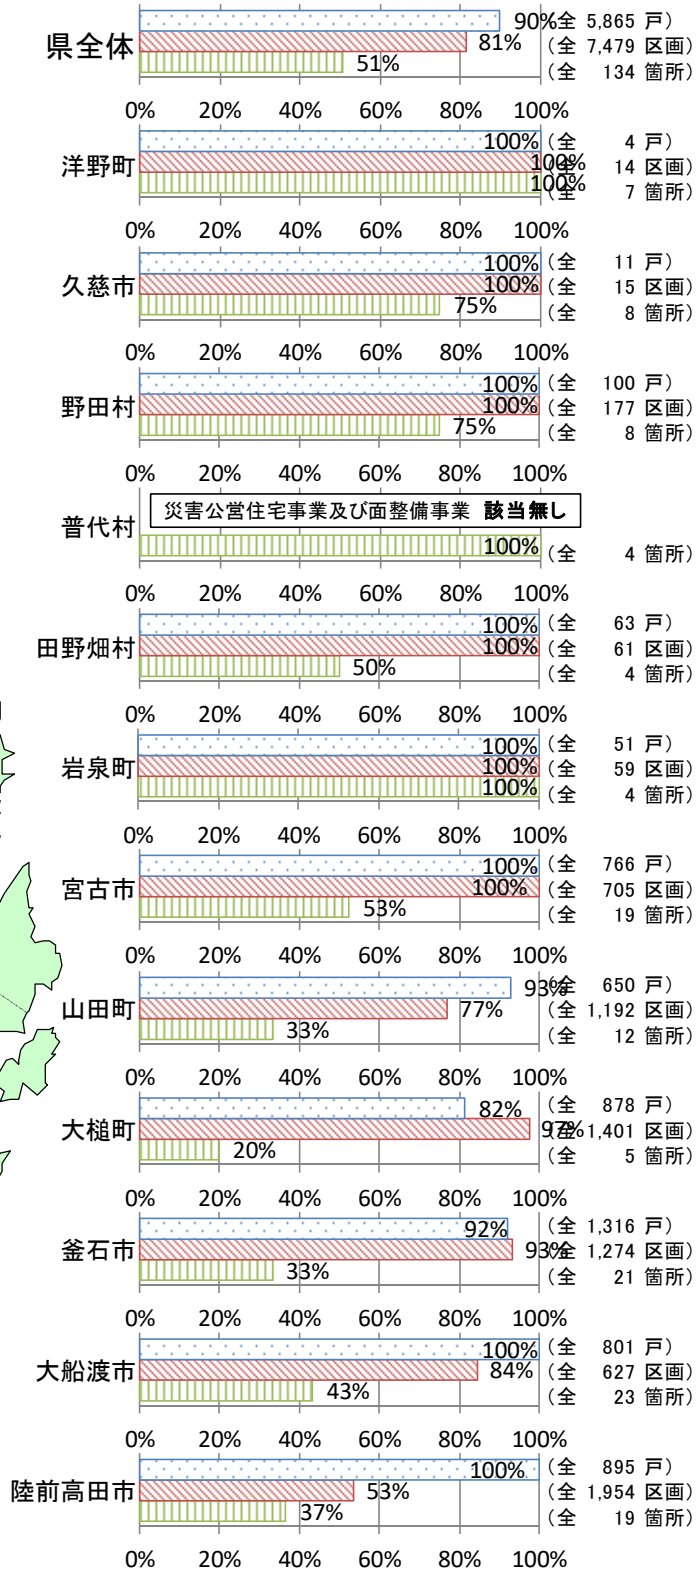 90%(全 5,865 戸)
県全体 81% (全 7,479 区画)
51% (全 134 箇所)
0% 20% 40% 60% 80% 100%
100% (全 4 戸)
洋野町 100% (全 14 区画)
100% (全 7 箇所)
0% 20% 40% 60% 80% 100%
100% (全 11 戸)
久慈市 100% (全 15 区画)
75% (全 8 箇所)
0% 20% 40% 60% 80% 100%
100% (全 100 戸)
野田村 100% (全 177 区画)
75% (全 8 箇所)
0% 20% 40% 60% 80% 100%
災害公営住宅事業及び面整備事業 該当無し
普代村
100% (全 4 箇所)
0% 20% 40% 60% 80% 100%
100% (全 63 戸)
田野畑村 100% (全 61 区画)
50% (全 4 箇所)
0% 20% 40% 60% 80% 100%
100% (全 51 戸)
岩泉町 100% (全 59 区画)
100% (全 4 箇所)
0% 20% 40% 60% 80% 100%
100% (全 766 戸)
宮古市 100% (全 705 区画)
53% (全 19 箇所)
0% 20% 40% 60% 80% 100%
93% (全 650 戸)
山田町 77% (全 1,192 区画)
33% (全 12 箇所)
0% 20% 40% 60% 80% 100%
82% (全 878 戸)
大槌町 97% (全 1,401 区画)
20% (全 5 箇所)
0% 20% 40% 60% 80% 100%
92% (全 1,316 戸)
釜石市 93% (全 1,274 区画)
33% (全 21 箇所)
0% 20% 40% 60% 80% 100%
100% (全 801 戸)
大船渡市 84% (全 627 区画)
43% (全 23 箇所)
0% 20% 40% 60% 80% 100%
100% (全 895 戸)
陸前高田市 53% (全 1,954 区画)
37% (全 19 箇所)
0% 20% 40% 60% 80% 100%